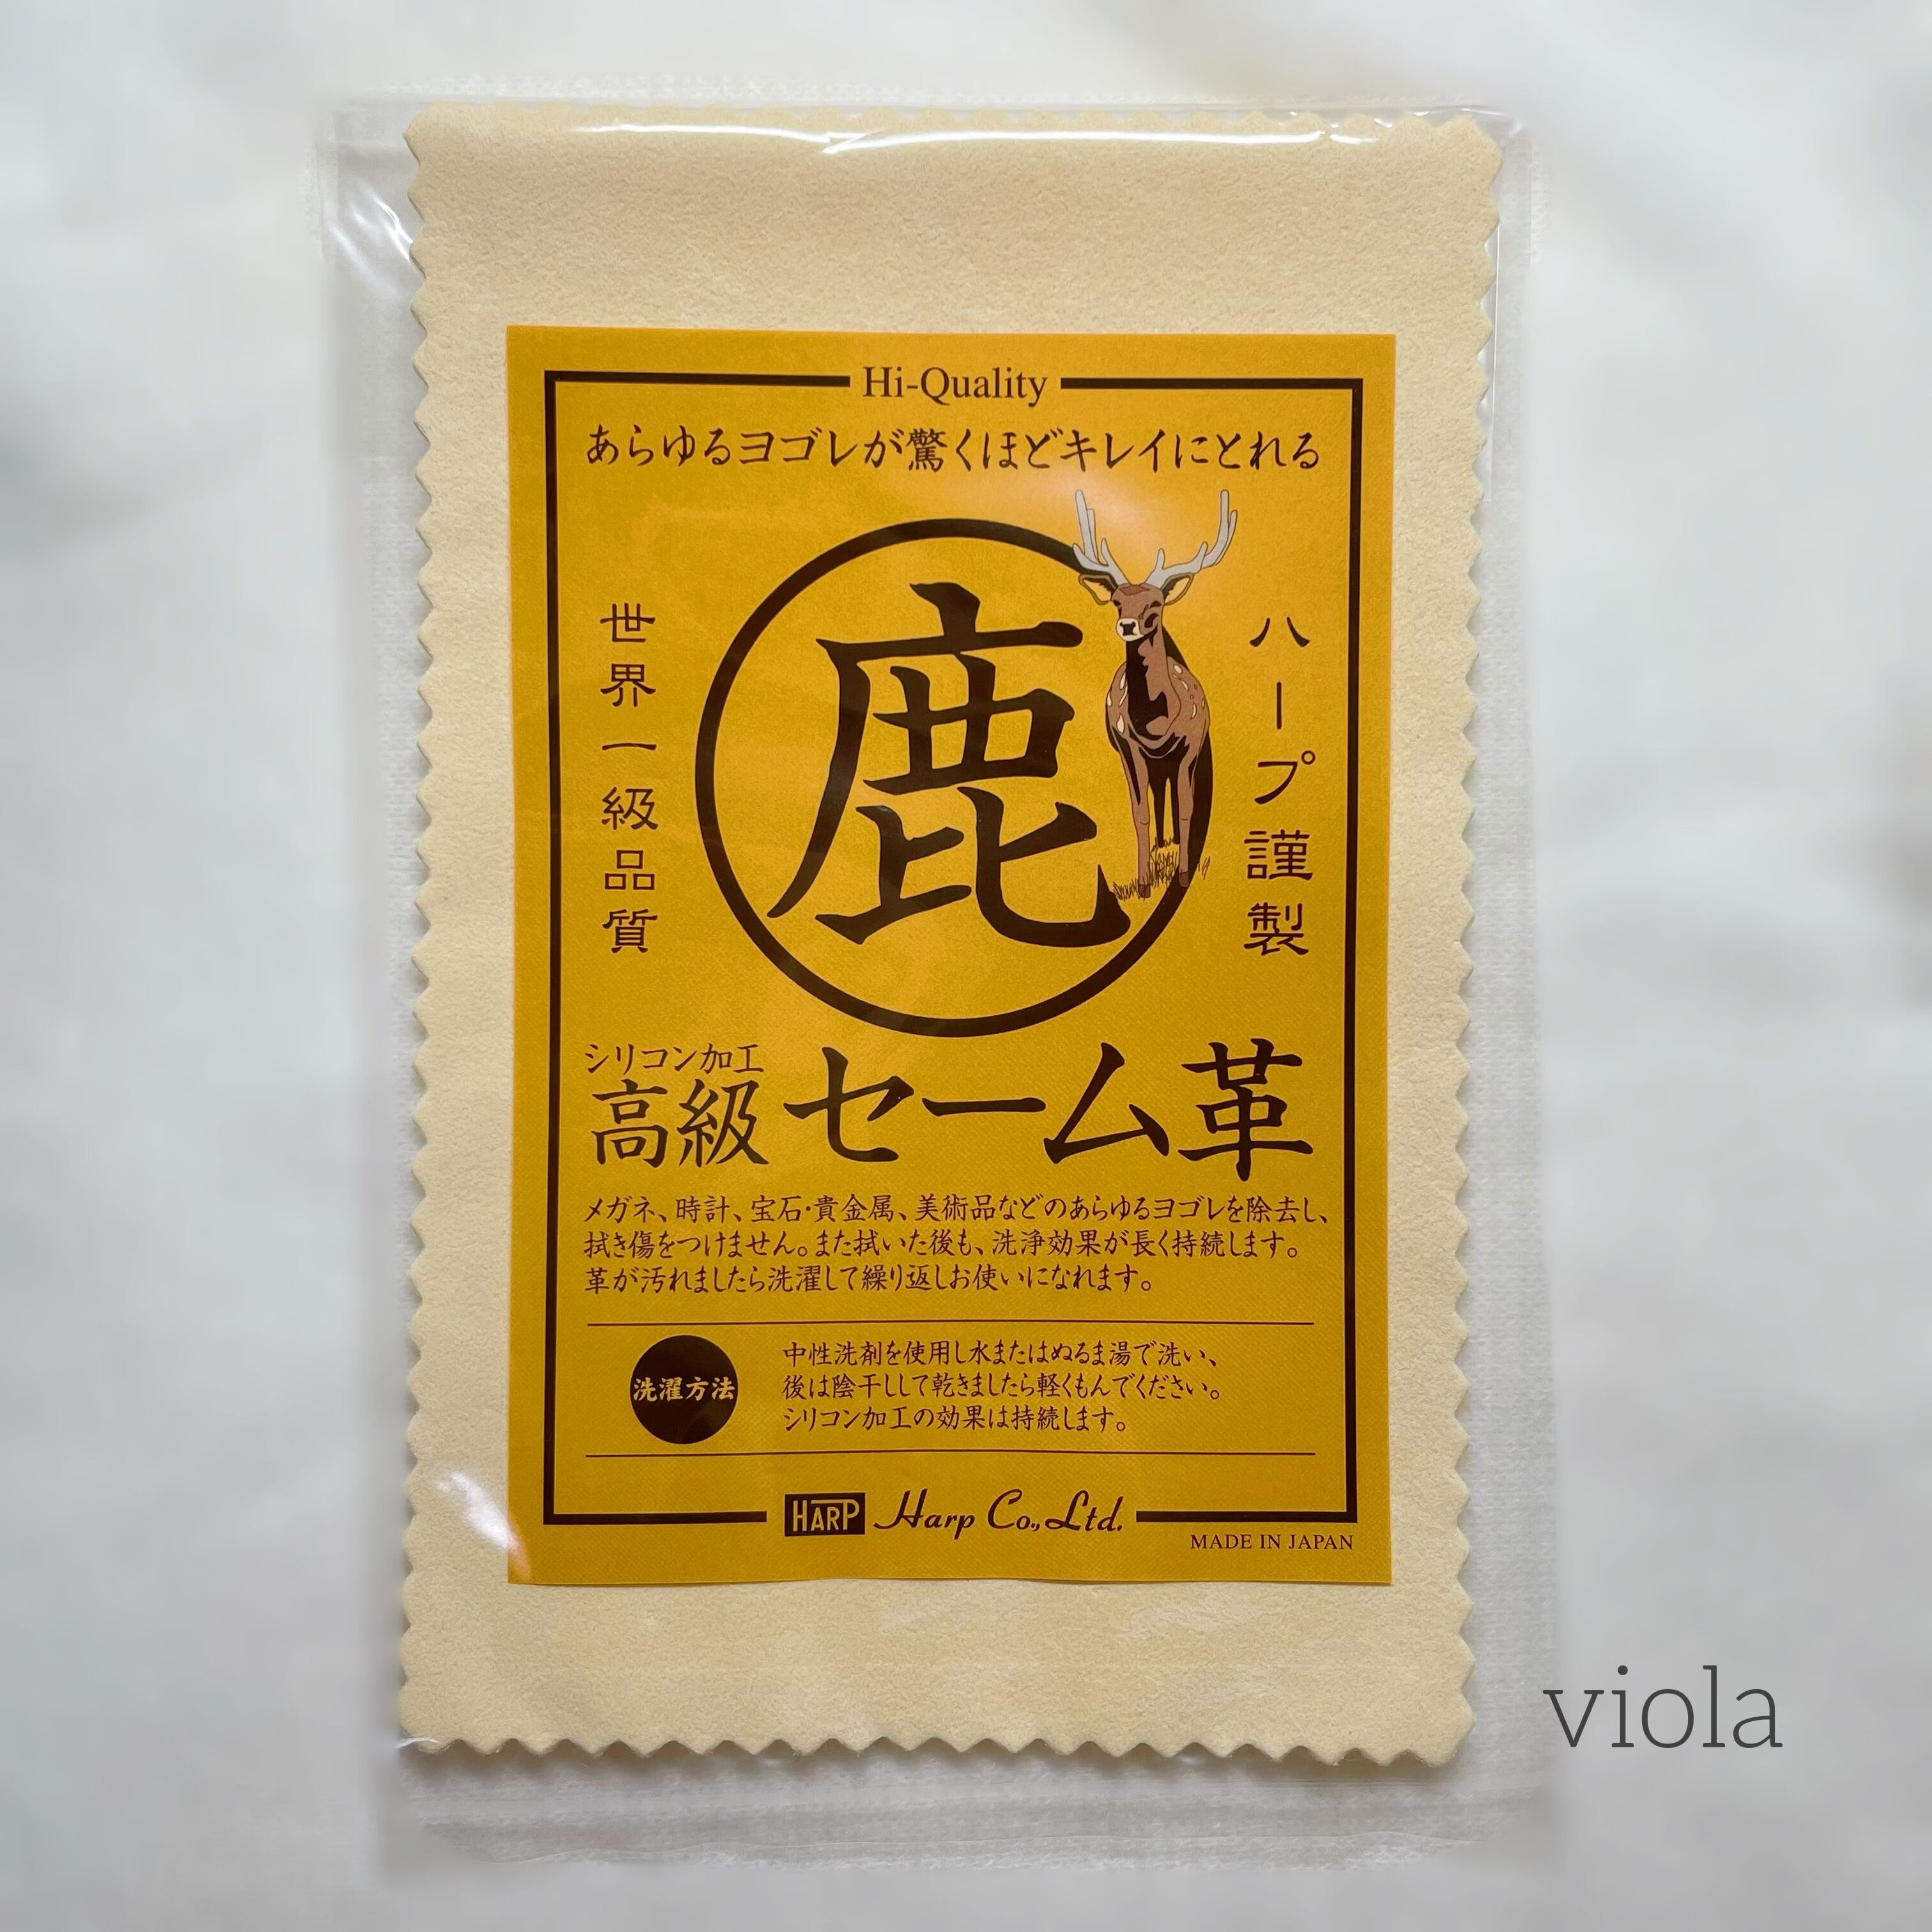 Hi-Quality
あらゆるヨゴレが驚くほどキレイにとれる
ハープ謹製
鹿
世界一級品質
シリコン加工
高級セーム革
メガネ、時計、宝石・貴金属、美術品などのあらゆるヨゴレを除去し、
拭き傷をつけません。また拭いた後も、洗浄効果が長く持続します。
革が汚れましたら洗濯して繰り返しお使いになれます。
洗濯方法
中性洗剤を使用し水またはぬるま湯で洗い、
後は陰干しして乾きましたら軽くもんでください。
シリコン加工の効果は持続します。
HARP Harp Co., Ltd.
MADE IN JAPAN
viola